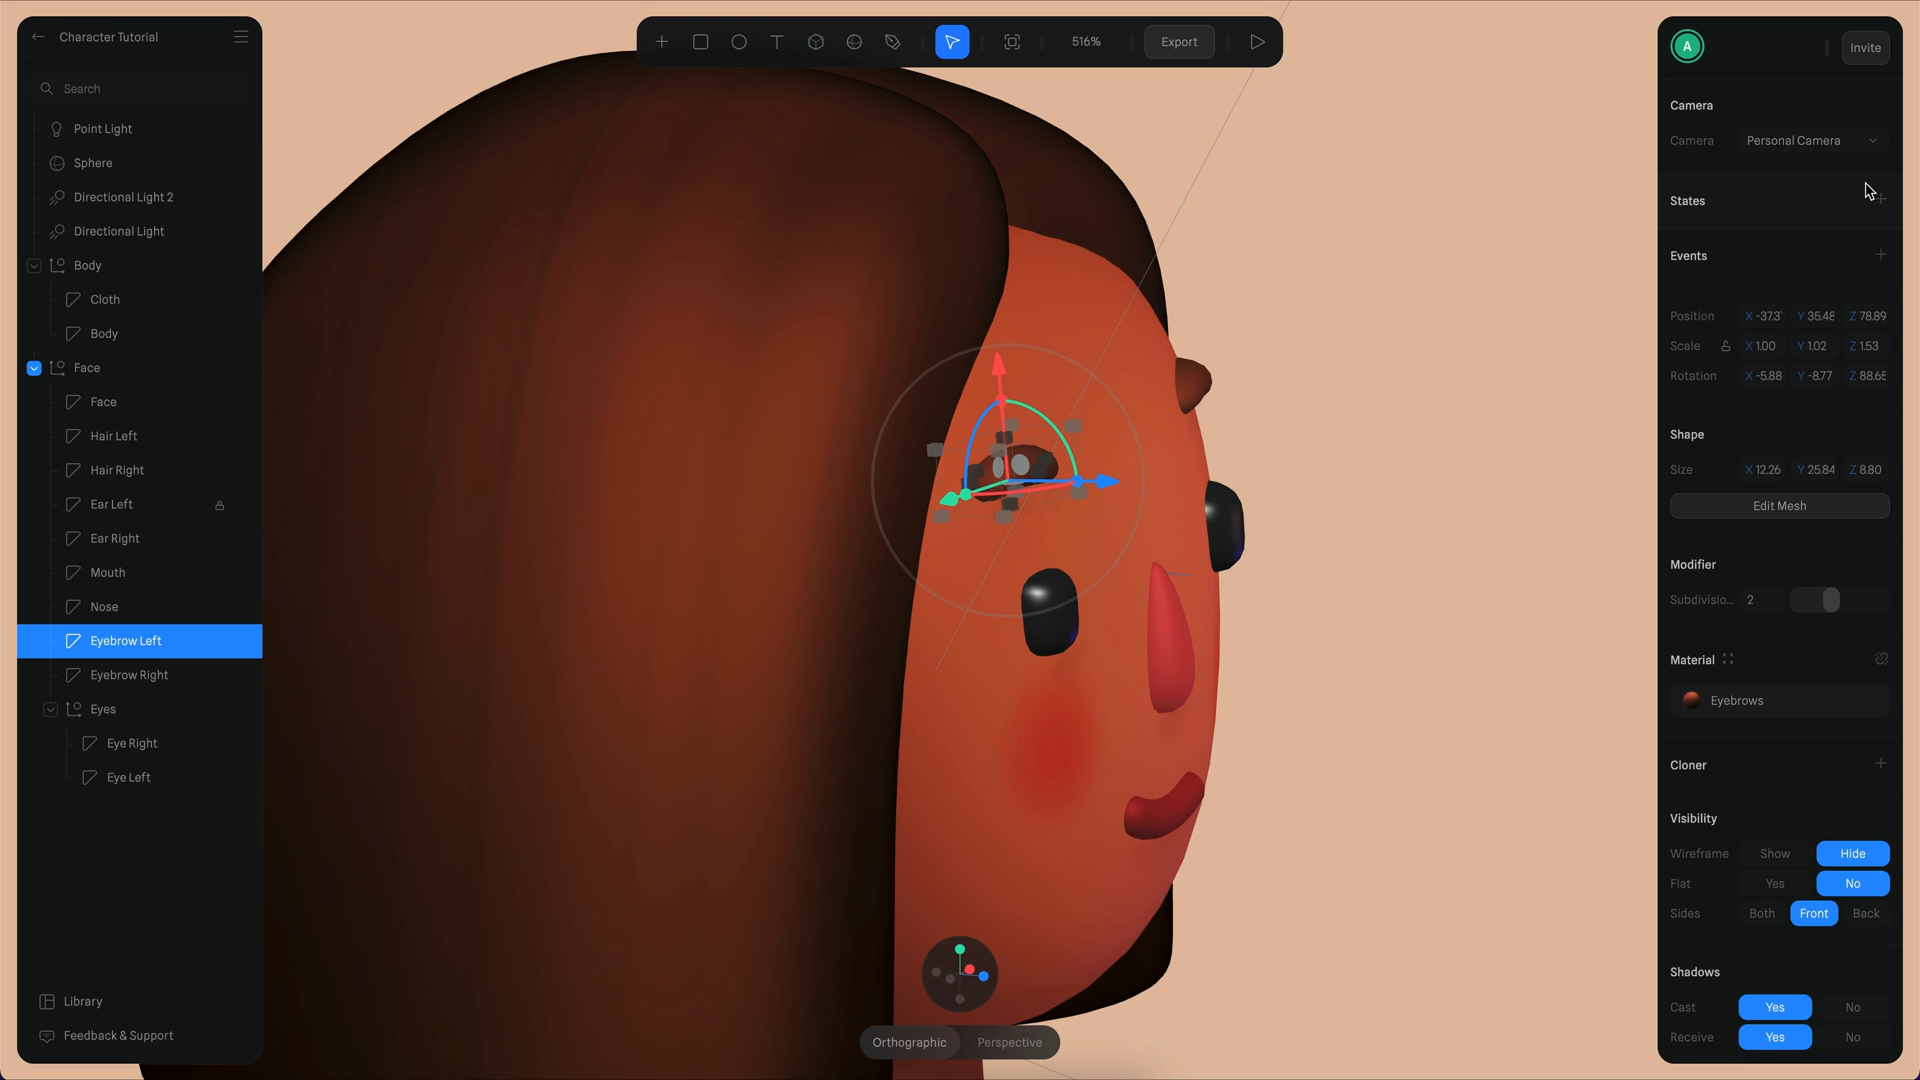 Character Tutorial
Search
Point Light
Sphere
Directional Light 2
Directional Light
Body
Cloth
Body
Face
Face
Hair Left
Hair Right
Ear Left
Ear Right
Mouth
Nose
Eyebrow Left
Eyebrow Right
Eyes
Eye Right
Eye Left
Library
Feedback & Support
516%
Export
Orthographic Perspective
A Invite
Camera
Camera Personal Camera
States
Events
Position X -37.3 Y 35.48 Z 78.89
Scale X 1.00 Y 1.02 Z 1.53
Rotation X -5.88 Y -8.77 Z 88.65
Shape
Size X 12.26 Y 25.84 Z 8.80
Edit Mesh
Modifier
Subdivisio... 2
Material
Eyebrows
Cloner
Visibility
Wireframe Show Hide
Flat Yes No
Sides Both Front Back
Shadows
Cast Yes No
Receive Yes No